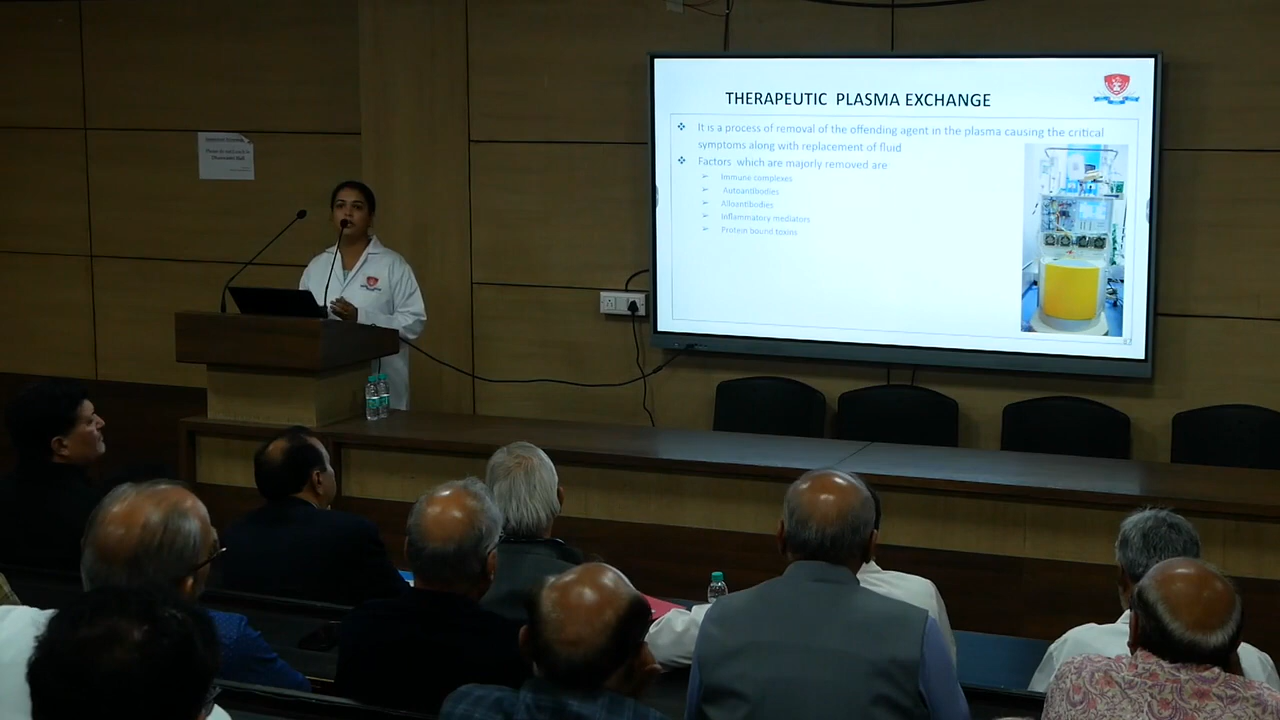 THERAPEUTIC PLASMA EXCHANGE
❖ It is a process of removal of the offending agent in the plasma causing the critical
symptoms along with replacement of fluid
❖ Factors which are majorly removed are
➢ Immune complexes
➢ Autoantibodies
➢ Alloantibodies
➢ Inflammatory mediators
➢ Protein bound toxins